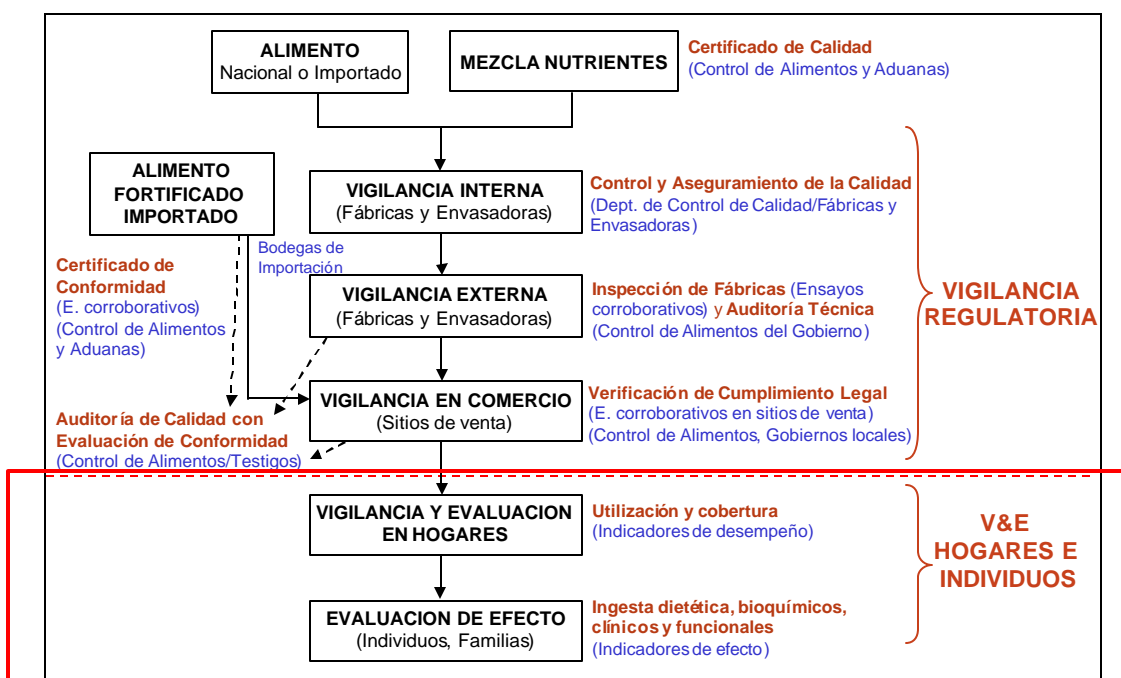 ALIMENTO
Nacional o Importado
MEZCLA NUTRIENTES
Certificado de Calidad
(Control de Alimentos y Aduanas)
ALIMENTO
FORTIFICADO
IMPORTADO
VIGILANCIA INTERNA
(Fábricas y Envasadoras)
Control y Aseguramiento de la Calidad
(Dept. de Control de Calidad/Fábricas y
Envasadoras)
Bodegas de
Importación
Certificado de
Conformidad
(E. corroborativos)
(Control de Alimentos
y Aduanas)
VIGILANCIA EXTERNA
(Fábricas y Envasadoras)
Inspección de Fábricas (Ensayos
corroborativos) y Auditoría Técnica
(Control de Alimentos del Gobierno)
VIGILANCIA
REGULATORIA
VIGILANCIA EN COMERCIO
(Sitios de venta)
Verificación de Cumplimiento Legal
(E. corroborativos en sitios de venta)
(Control de Alimentos, Gobiernos locales)
Auditoría de Calidad con
Evaluación de Conformidad
(Control de Alimentos/Testigos)
VIGILANCIA Y EVALUACION
EN HOGARES
Utilización y cobertura
(Indicadores de desempeño)
V&E
HOGARES E
INDIVIDUOS
EVALUACION DE EFECTO
(Individuos, Familias)
Ingesta dietética, bioquímicos,
clínicos y funcionales
(Indicadores de efecto)